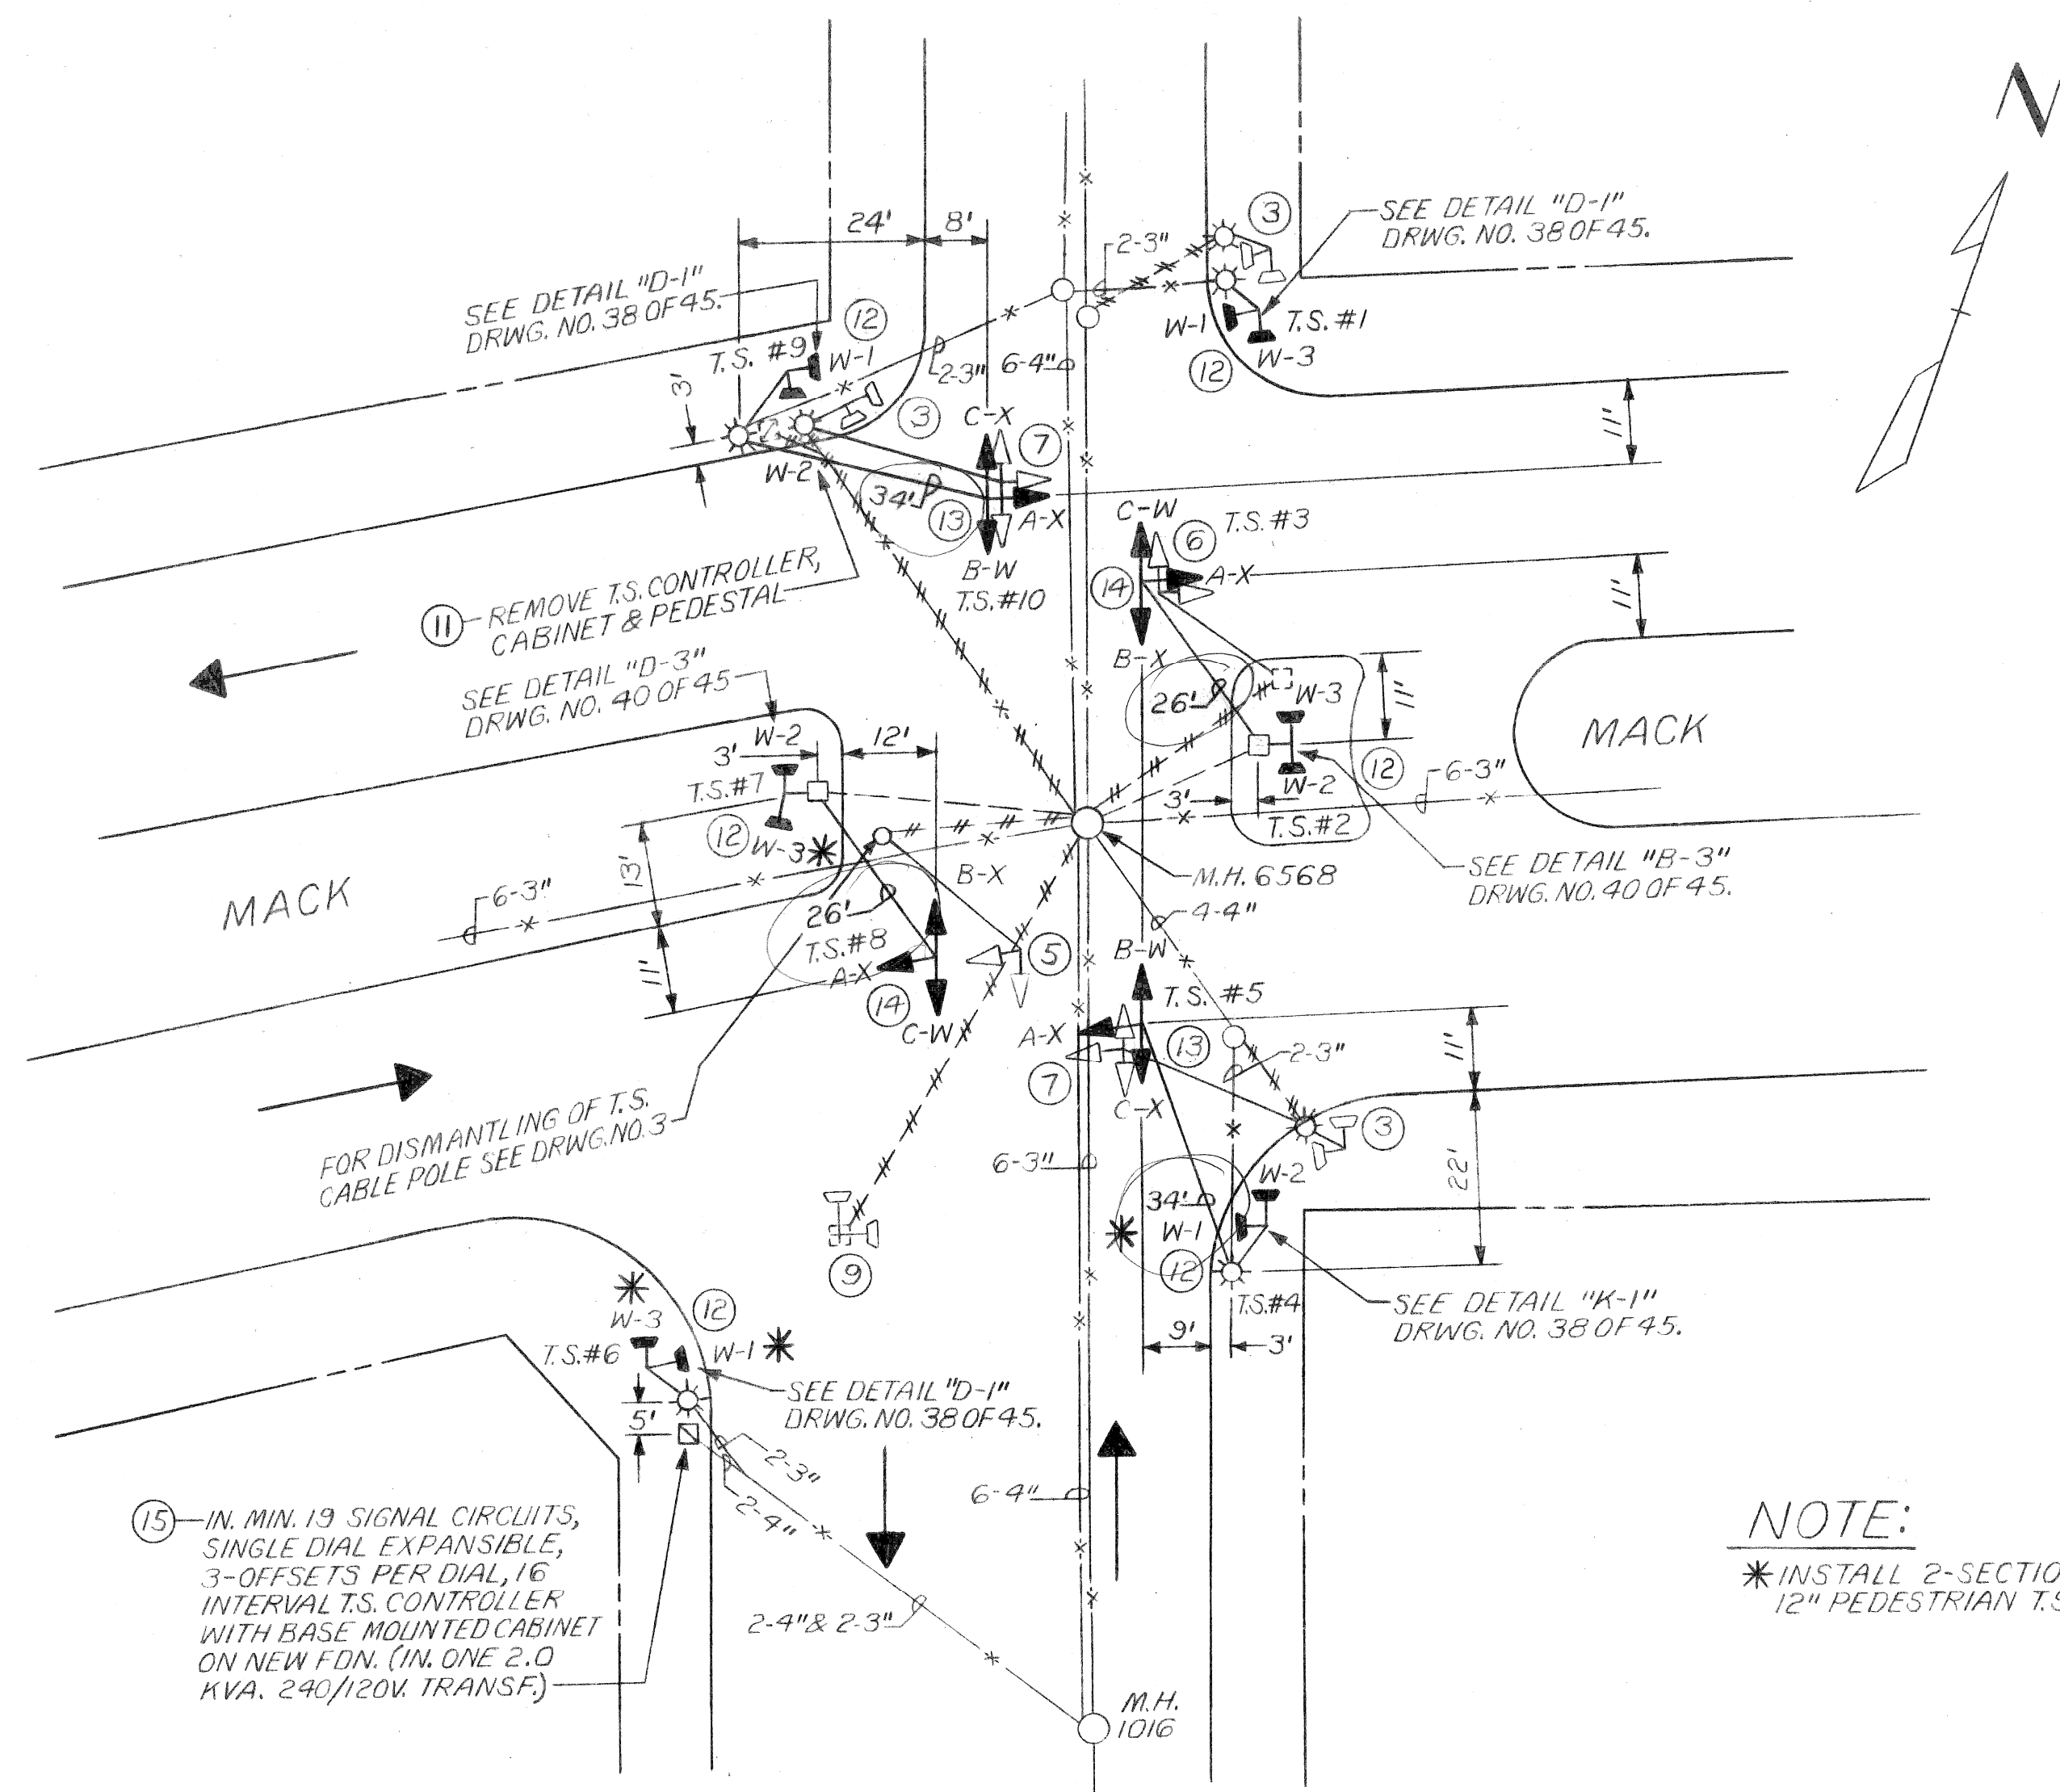 N
SEE DETAIL "D-1"
DRWG. NO. 38 OF 45.
3
2-3"
24'
8'
SEE DETAIL "D-1"
DRWG. NO. 38 OF 45.
12
T.S. #9
W-1
3'
2-3"
6-4"
3
W-2
W-1
T.S. #1
W-3
12
11'
C-X
7
34'
13
A-X
B-W
T.S.#10
C-W
6
T.S.#3
14
A-X
B-X
11'
11
REMOVE T.S. CONTROLLER,
CABINET & PEDESTAL
SEE DETAIL "D-3"
DRWG. NO. 40 OF 45
W-2
3'
12'
T.S.#7
12
W-3 *
13'
26'
W-3
11'
MACK
12
W-2
3'
T.S.#2
6-3"
SEE DETAIL "B-3"
DRWG. NO. 40 OF 45.
M.H. 6568
4-4"
MACK
6-3"
11'
B-X
26'
T.S.#8
A-X
14
C-W
5
B-W
T.S. #5
A-X
13
7
C-X
2-3"
11'
3
22'
FOR DISMANTLING OF T.S.
CABLE POLE SEE DRWG. NO. 3
6-3"
9
34'
W-2
* W-1
12
T.S.#4
9'
3'
SEE DETAIL "K-1"
DRWG. NO. 38 OF 45.
*
W-3
12
T.S.#6
W-1 *
5'
SEE DETAIL "D-1"
DRWG. NO. 38 OF 45.
2-3"
2-4"
6-4"
2-4" & 2-3"
15
IN. MIN. 19 SIGNAL CIRCUITS,
SINGLE DIAL EXPANSIBLE,
3-OFFSETS PER DIAL, 16
INTERVAL T.S. CONTROLLER
WITH BASE MOUNTED CABINET
ON NEW FDN. (IN. ONE 2.0
KVA. 240/120V. TRANSF.)
M.H.
1016
NOTE:
* INSTALL 2-SECTIO
12" PEDESTRIAN T.S